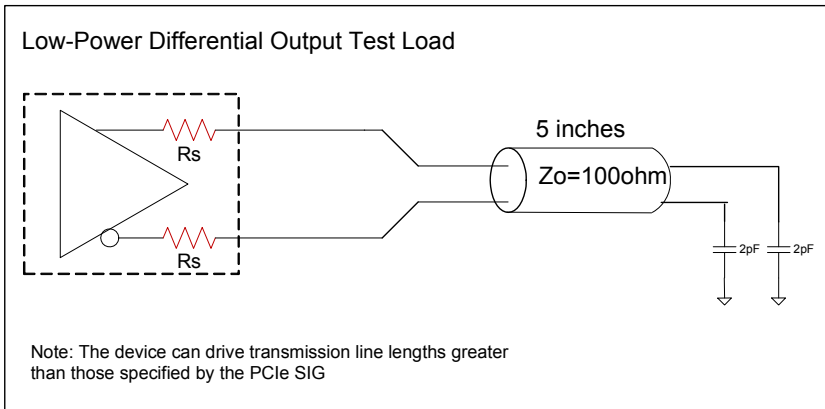 Low-Power Differential Output Test Load
Rs
Rs
5 inches
Zo=100ohm
2pF
2pF
Note: The device can drive transmission line lengths greater
than those specified by the PCIe SIG